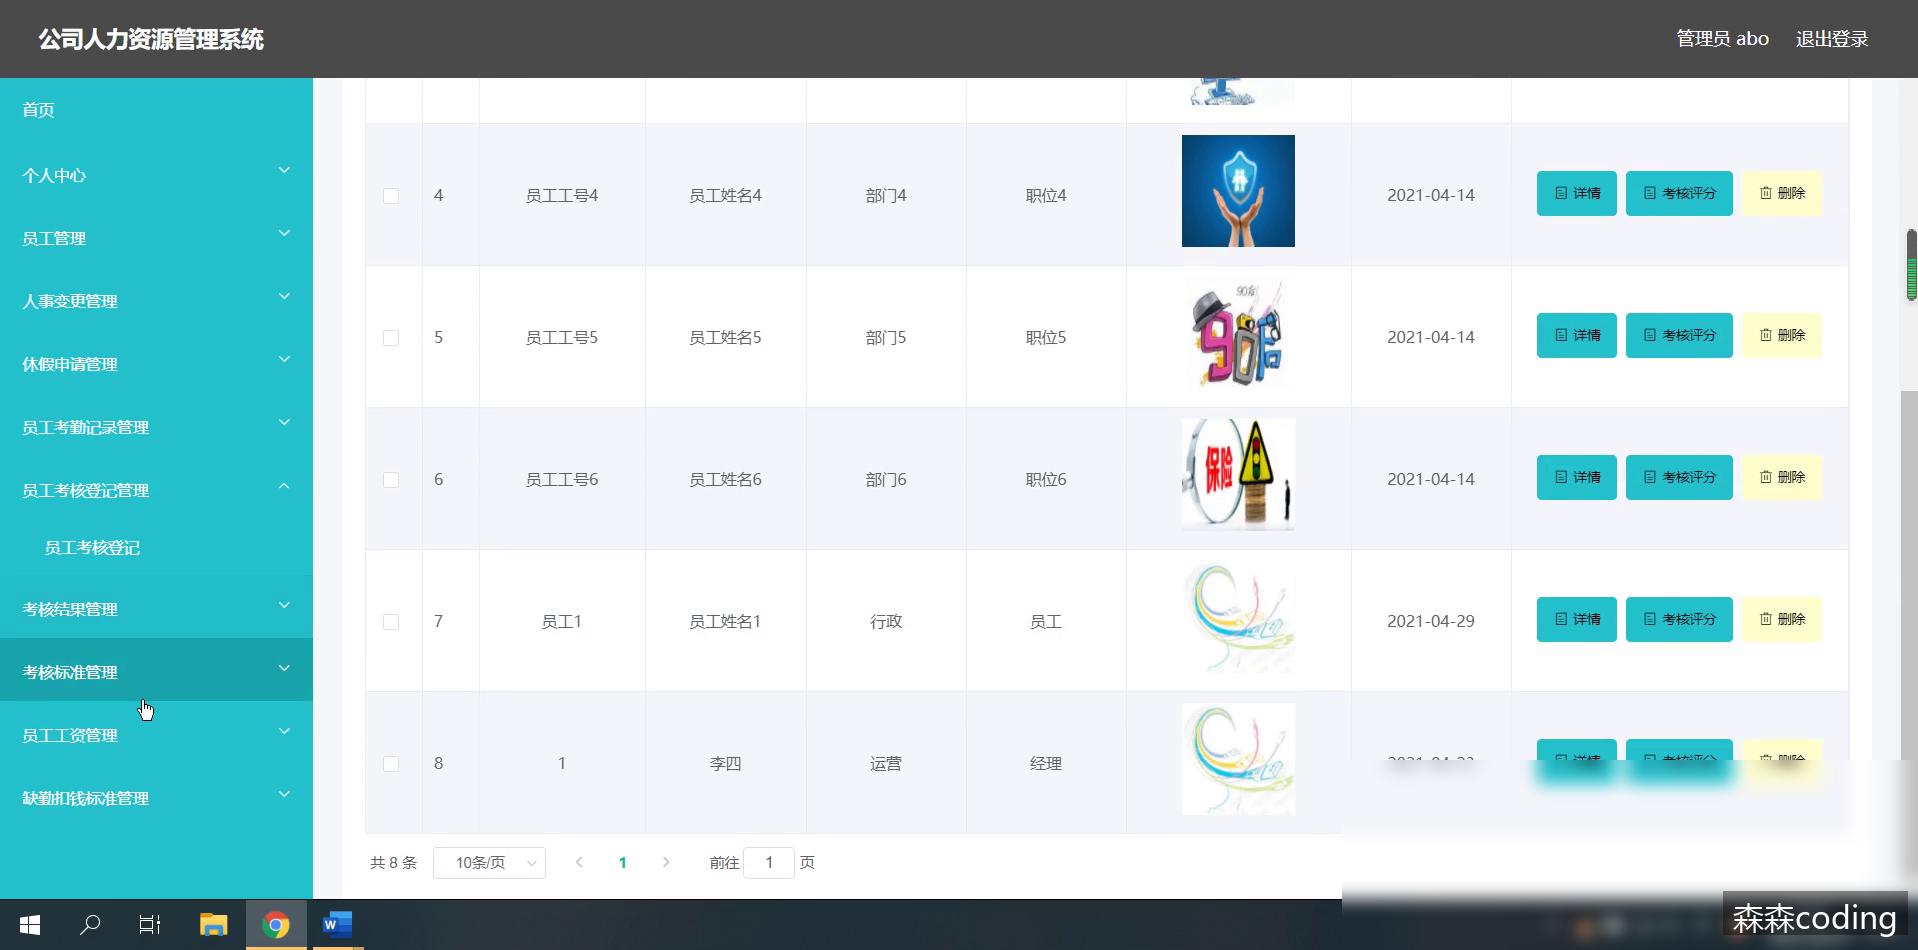 公司人力资源管理系统
管理员 abo 退出登录
首页
个人中心
员工管理
人事变更管理
休假申请管理
员工考勤记录管理
员工考核登记管理
员工考核登记
考核结果管理
考核标准管理
员工工资管理
缺勤扣钱标准管理
4 员工工号4 员工姓名4 部门4 职位4 2021-04-14 详情 考核评分 删除
90后
5 员工工号5 员工姓名5 部门5 职位5 2021-04-14 详情 考核评分 删除
保险
6 员工工号6 员工姓名6 部门6 职位6 2021-04-14 详情 考核评分 删除
7 员工1 员工姓名1 行政 员工 2021-04-29 详情 考核评分 删除
8 1 李四 运营 经理 详情 考核评分 删除
共 8 条 10条/页 1 前往 1 页
森森coding